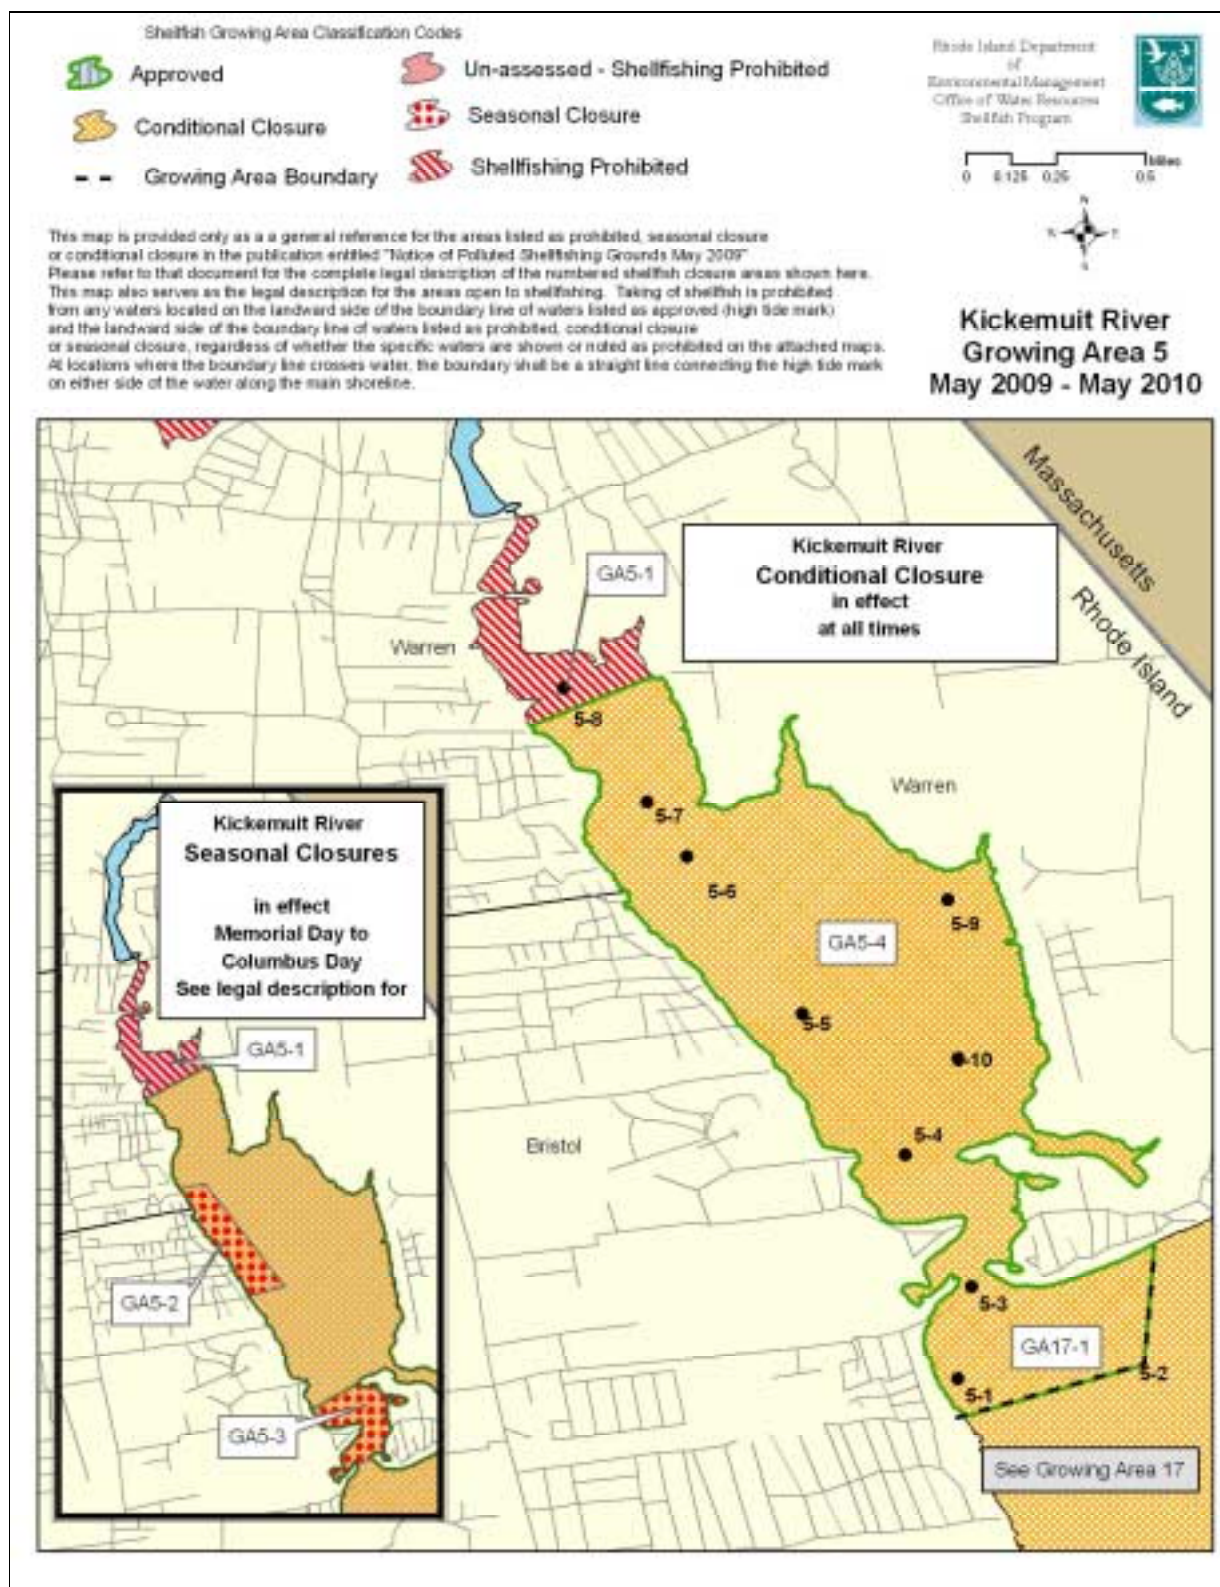 Shellfish Growing Area Classification Codes
Approved
Un-assessed - Shellfishing Prohibited
Conditional Closure
Seasonal Closure
Growing Area Boundary
Shellfishing Prohibited
Rhode Island Department
of
Environmental Management
Office of Water Resources
Shellfish Program
Miles
0 0.125 0.25 0.5
N
E
S
This map is provided only as a a general reference for the areas listed as prohibited, seasonal closure
or conditional closure in the publication entitled "Notice of Polluted Shellfishing Grounds May 2009"
Please refer to that document for the complete legal description of the numbered shellfish closure areas shown here.
This map also serves as the legal description for the areas open to shellfishing. Taking of shellfish is prohibited
from any waters located on the landward side of the boundary line of waters listed as approved (high tide mark)
and the landward side of the boundary line of waters listed as prohibited, conditional closure
or seasonal closure, regardless of whether the specific waters are shown or noted as prohibited on the attached maps.
At locations where the boundary line crosses water, the boundary shall be a straight line connecting the high tide mark
on either side of the water along the main shoreline.
Kickemuit River
Growing Area 5
May 2009 - May 2010
Massachusetts
Rhode Island
Kickemuit River
Conditional Closure
in effect
at all times
GA5-1
Warren
5-8
Warren
5-7
5-6
5-9
GA5-4
5-5
-10
5-4
Bristol
5-3
GA17-1
5-2
5-1
See Growing Area 17
Kickemuit River
Seasonal Closures
in effect
Memorial Day to
Columbus Day
See legal description for
GA5-1
GA5-2
GA5-3